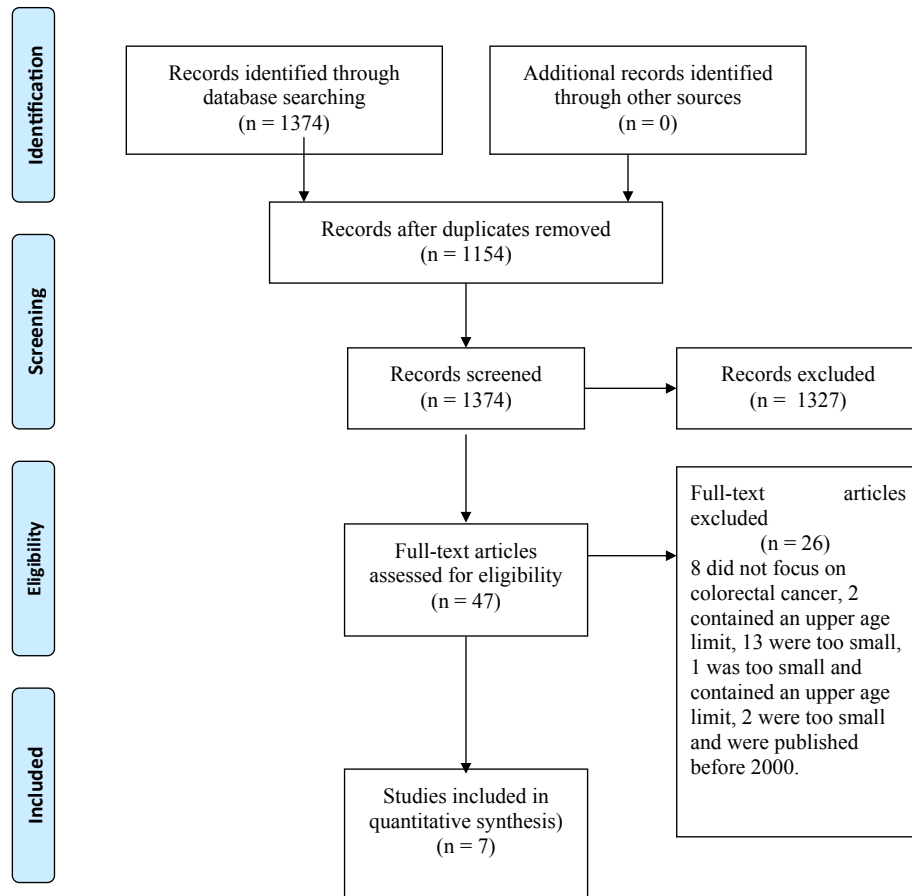 Identification
Records identified through
database searching
(n = 1374)
Additional records identified
through other sources
(n = 0)
Records after duplicates removed
(n = 1154)
Screening
Records screened
(n = 1374)
Records excluded
(n = 1327)
Eligibility
Full-text articles
assessed for eligibility
(n = 47)
Full-text articles
excluded
(n = 26)
8 did not focus on
colorectal cancer, 2
contained an upper age
limit, 13 were too small,
1 was too small and
contained an upper age
limit, 2 were too small
and were published
before 2000.
Included
Studies included in
quantitative synthesis)
(n = 7)